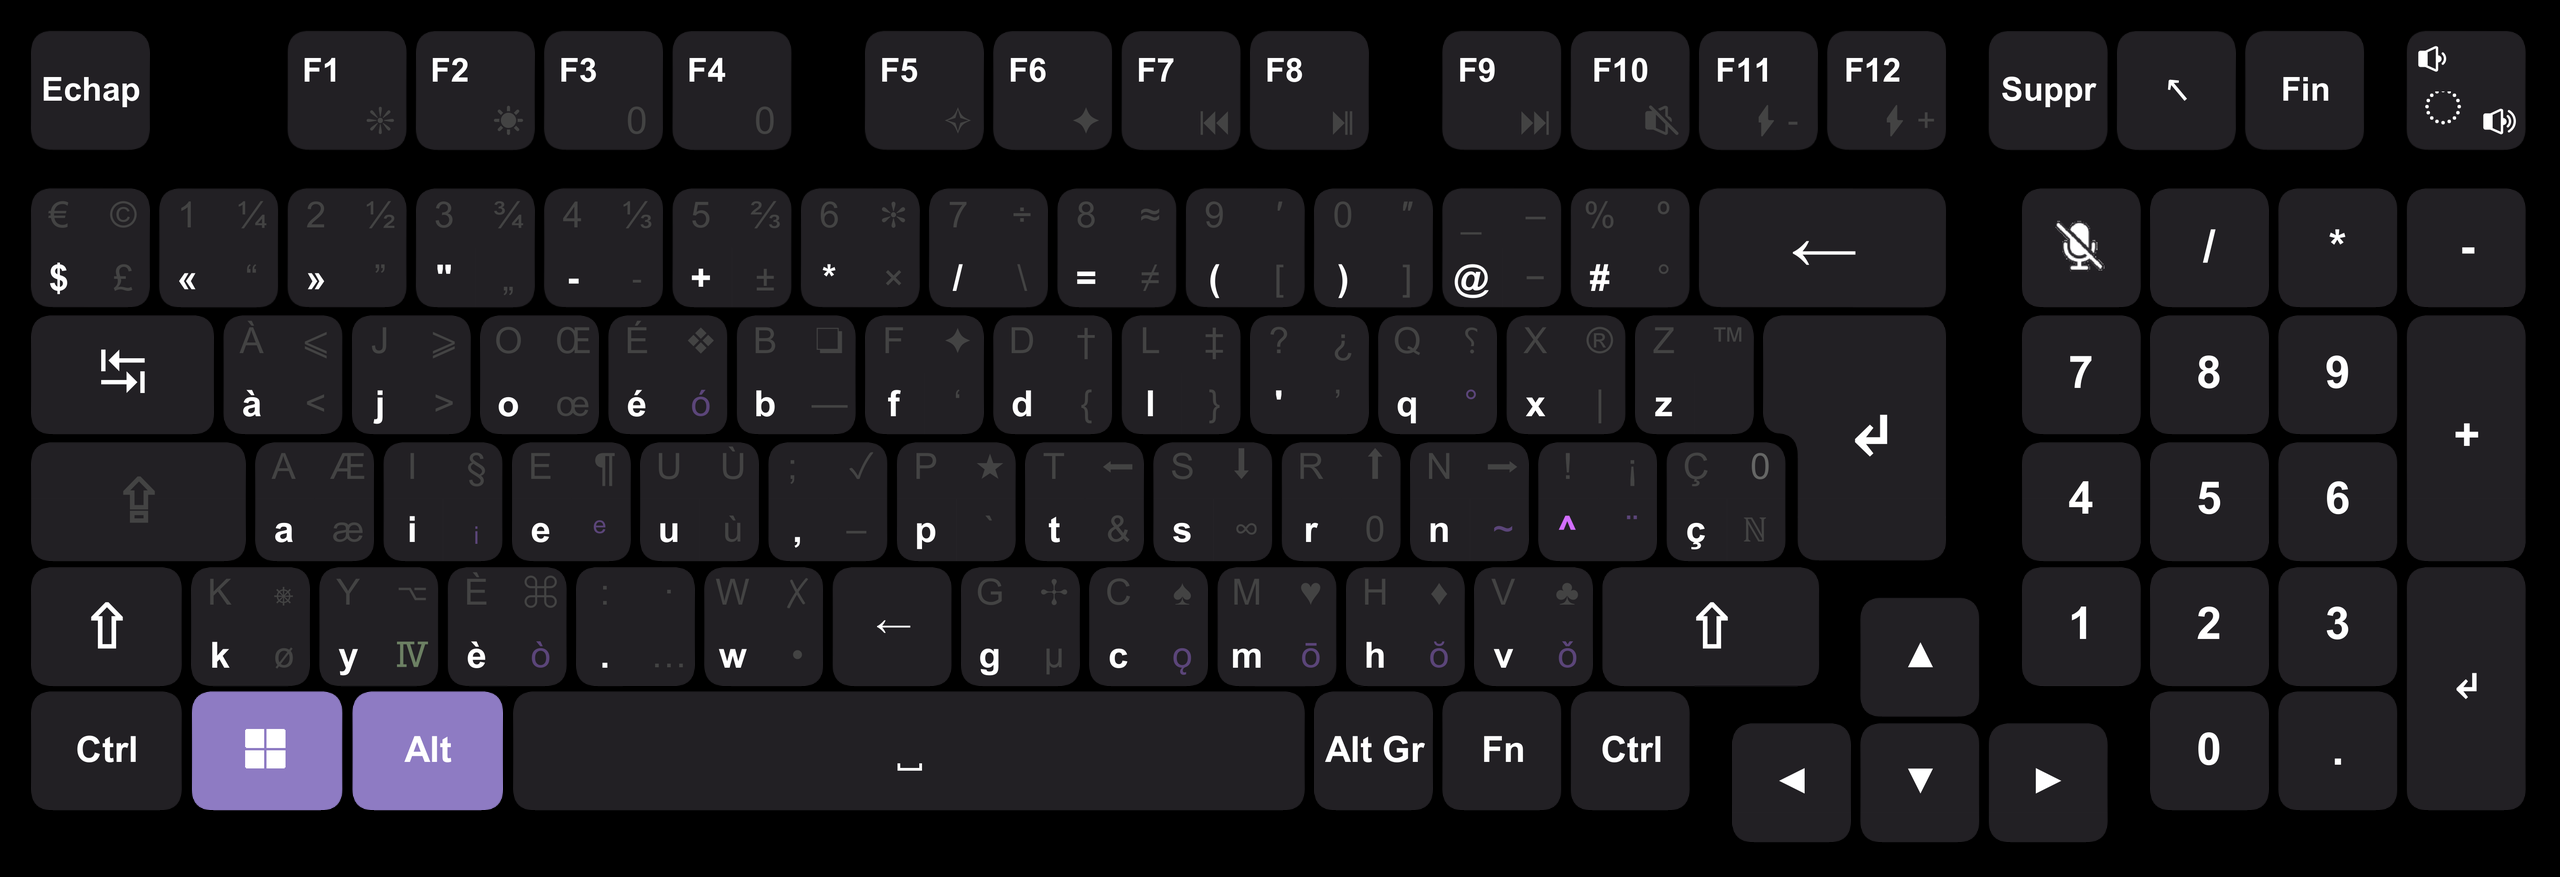 Echap F1 F2 F3 0 F4 0 F5 F6 F7 F8 F9 F10 F11 - F12 + Suppr ↖ Fin
€ © 1 ¼ 2 ½ 3 ¾ 4 ⅓ 5 ⅔ 6 ✻ 7 ÷ 8 ≈ 9 ′ 0 ″ _ – % º
$ £ « “ » ” " „ - - + ± * × / \ = ≠ ( [ ) ] @ − # ° ← / * -
À ⩽ J ⩾ O Œ É ❖ B ❏ F ✦ D † L ‡ ? ¿ Q ⸮ X ® Z ™
à < j > o œ é ó b — f ‘ d { l } ' ’ q ° x | z 7 8 9 +
A Æ I § E ¶ U Ù ; ✓ P ★ T ← S ↓ R ↑ N → ! ¡ Ç 0
a æ i i e e u ù , – p ` t & s ∞ r 0 n ~ ^ ¨ ç ℕ 4 5 6
K ⎈ Y ⌥ È ⌘ : · W ☓ ← G ✢ C ♠ M ♥ H ♦ V ♣
k ø y Ⅳ è ò . … w • g µ c ǫ m ō h ŏ v ǒ 1 2 3
Ctrl Alt ⎵ Alt Gr Fn Ctrl ◀ ▲ ▼ ▶ 0 .